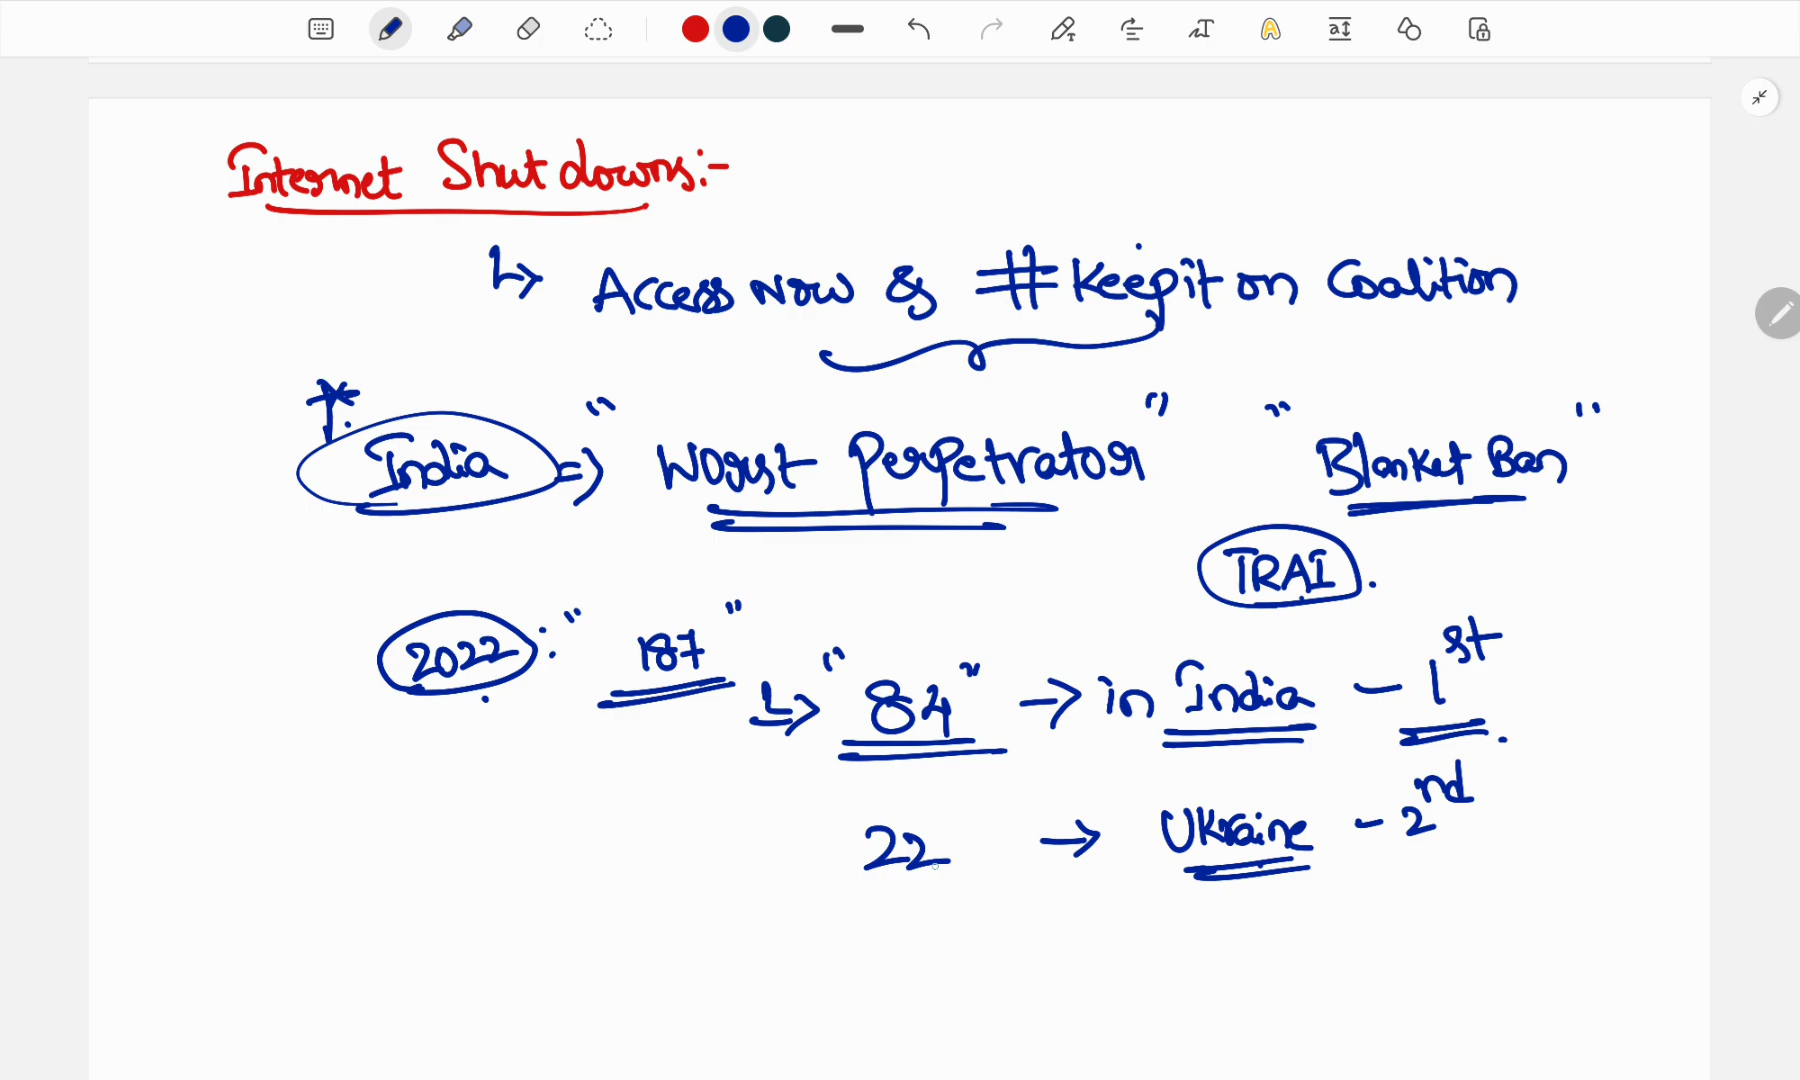 Internet Shutdowns:-
↳ Access Now & #Keepit on Coalition
India ⇒ "Worst Perpetrator" "Blanket Ban"
TRAI.
2022: "187"
↳ "84" → in India - 1st.
22 → Ukraine - 2nd